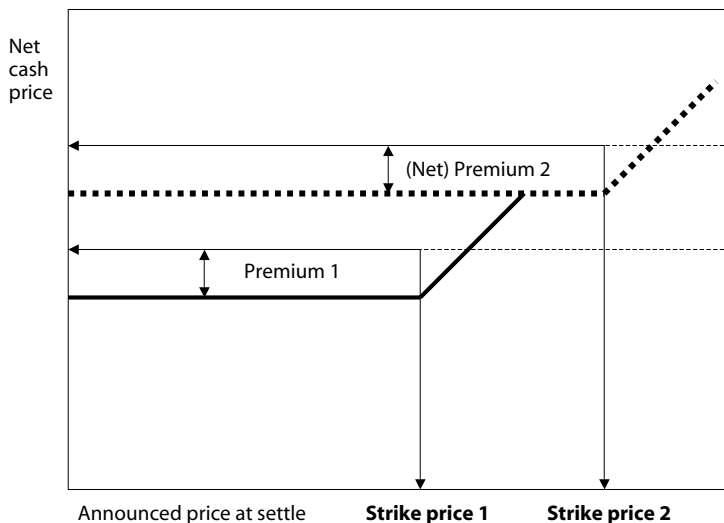 Net
cash
price
(Net) Premium 2
Premium 1
Announced price at settle
Strike price 1
Strike price 2